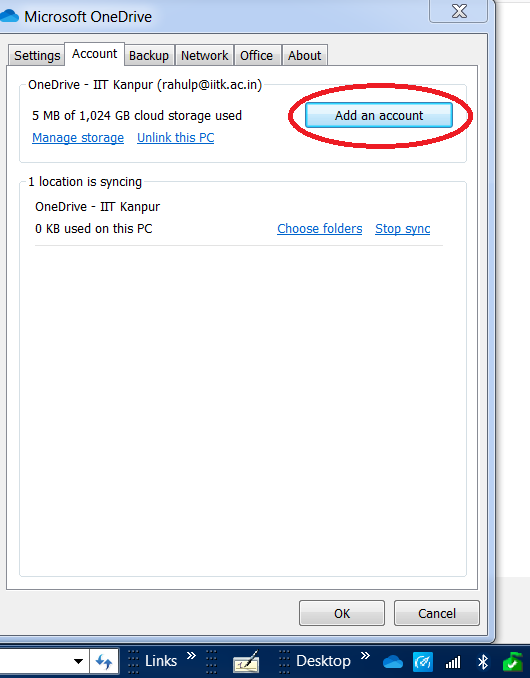 Microsoft OneDrive
Settings Account Backup Network Office About
OneDrive - IIT Kanpur (rahulp@iitk.ac.in)
5 MB of 1,024 GB cloud storage used Add an account
Manage storage Unlink this PC
1 location is syncing
OneDrive - IIT Kanpur
0 KB used on this PC Choose folders Stop sync
OK Cancel
Links » Desktop »